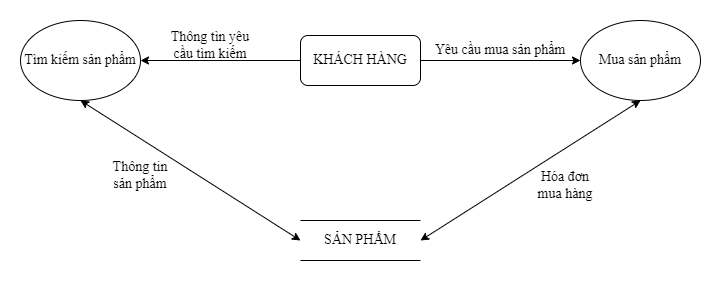 Thông tin yêu
cầu tìm kiếm
Tìm kiếm sản phẩm
KHÁCH HÀNG
Yêu cầu mua sản phẩm
Mua sản phẩm
Thông tin
sản phẩm
Hóa đơn
mua hàng
SẢN PHẨM